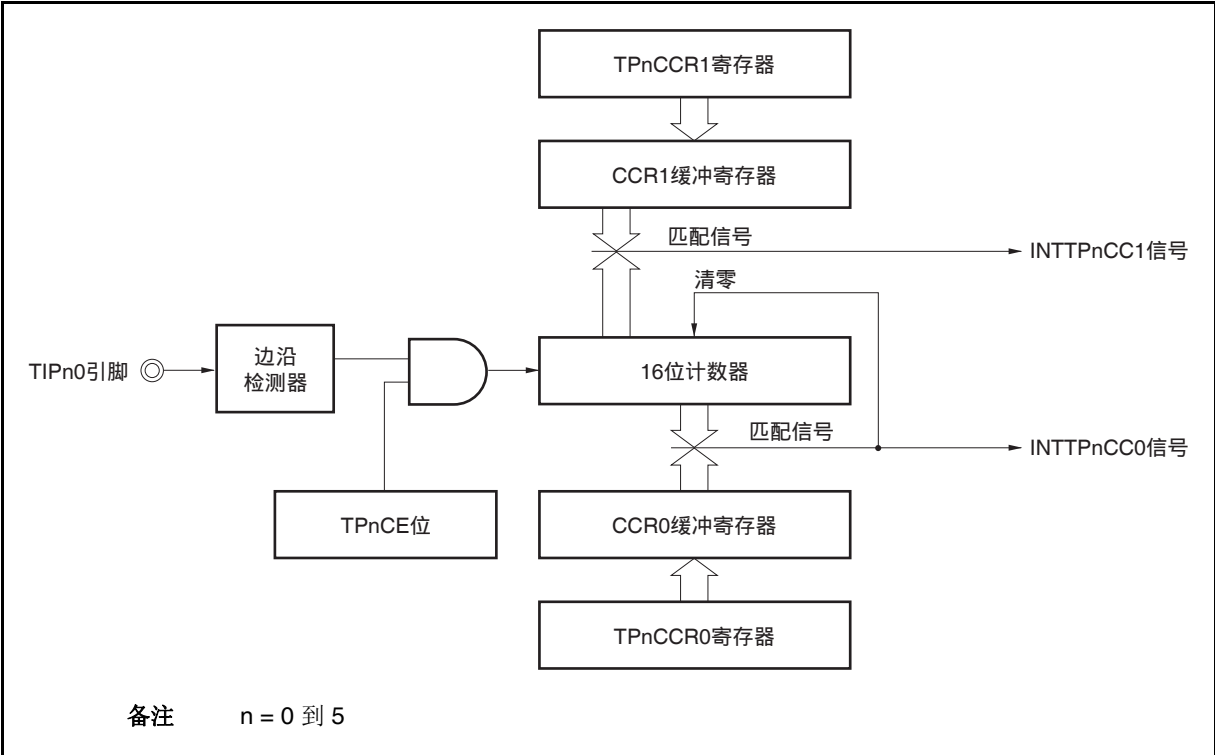 TPnCCR1寄存器
CCR1缓冲寄存器
匹配信号
INTTPnCC1信号
清零
TIPn0引脚
边沿
检测器
16位计数器
匹配信号
INTTPnCC0信号
TPnCE位
CCR0缓冲寄存器
TPnCCR0寄存器
备注 n = 0 到 5